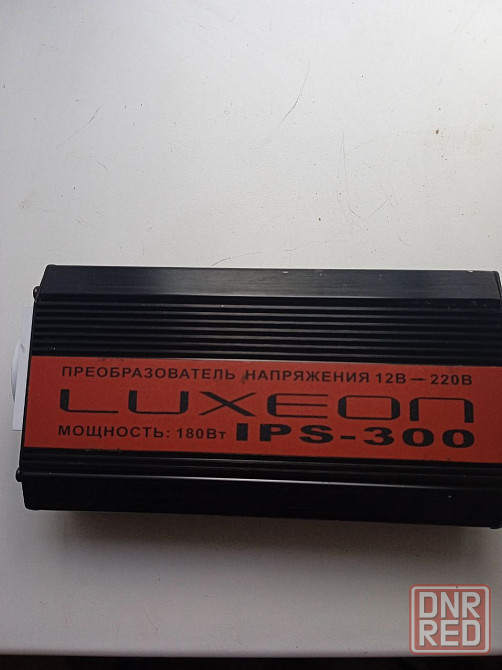 ПРЕОБРАЗОВАТЕЛЬ НАПРЯЖЕНИЯ 12В — 220В
LUXEON
МОЩНОСТЬ: 180Вт IPS-300
DNR
RED